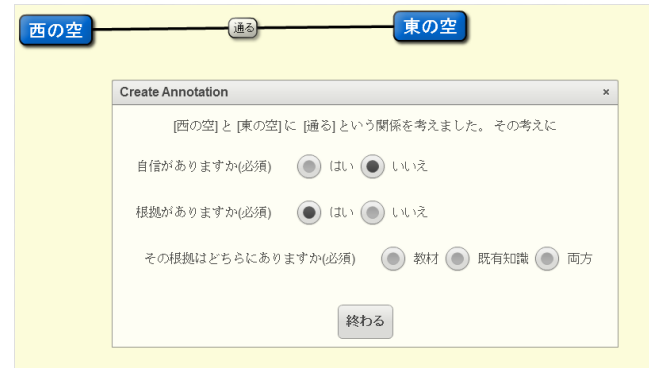 西の空 通る 東の空
Create Annotation ×
[西の空] と [東の空] に [通る] という関係を考えました。その考えに
自信がありますか(必須) はい いいえ
根拠がありますか(必須) はい いいえ
その根拠はどちらにありますか(必須) 教材 既有知識 両方
終わる